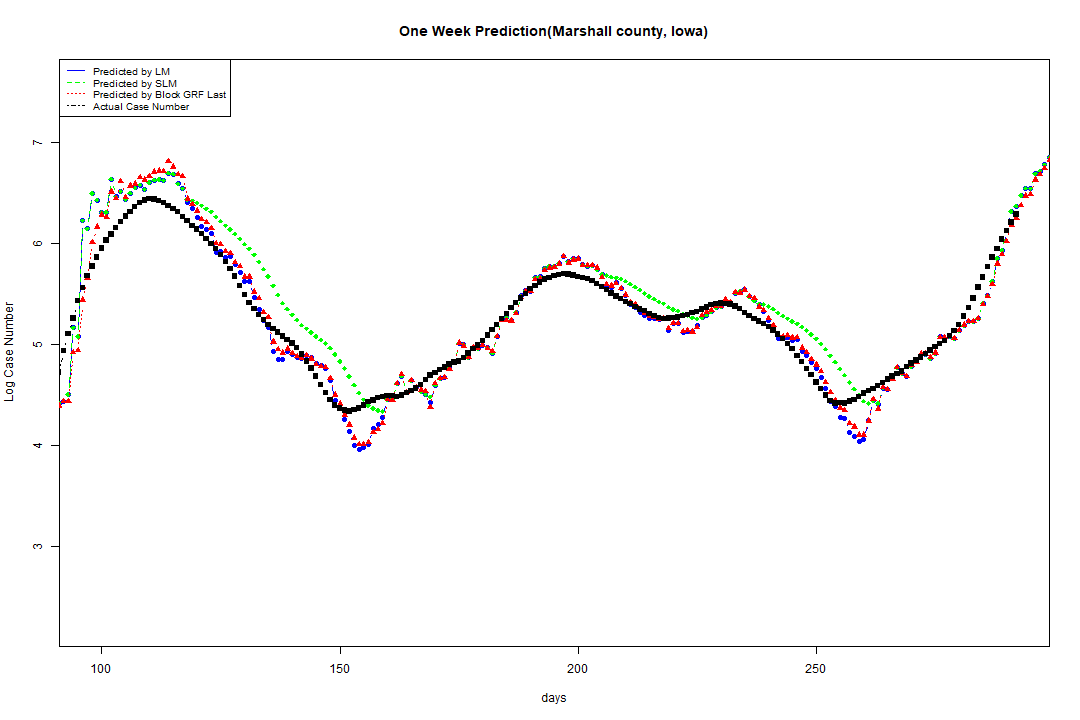 One Week Prediction(Marshall county, Iowa)
Predicted by LM
Predicted by SLM
Predicted by Block GRF Last
Actual Case Number
Log Case Number
7
6
5
4
3
100 150 200 250
days